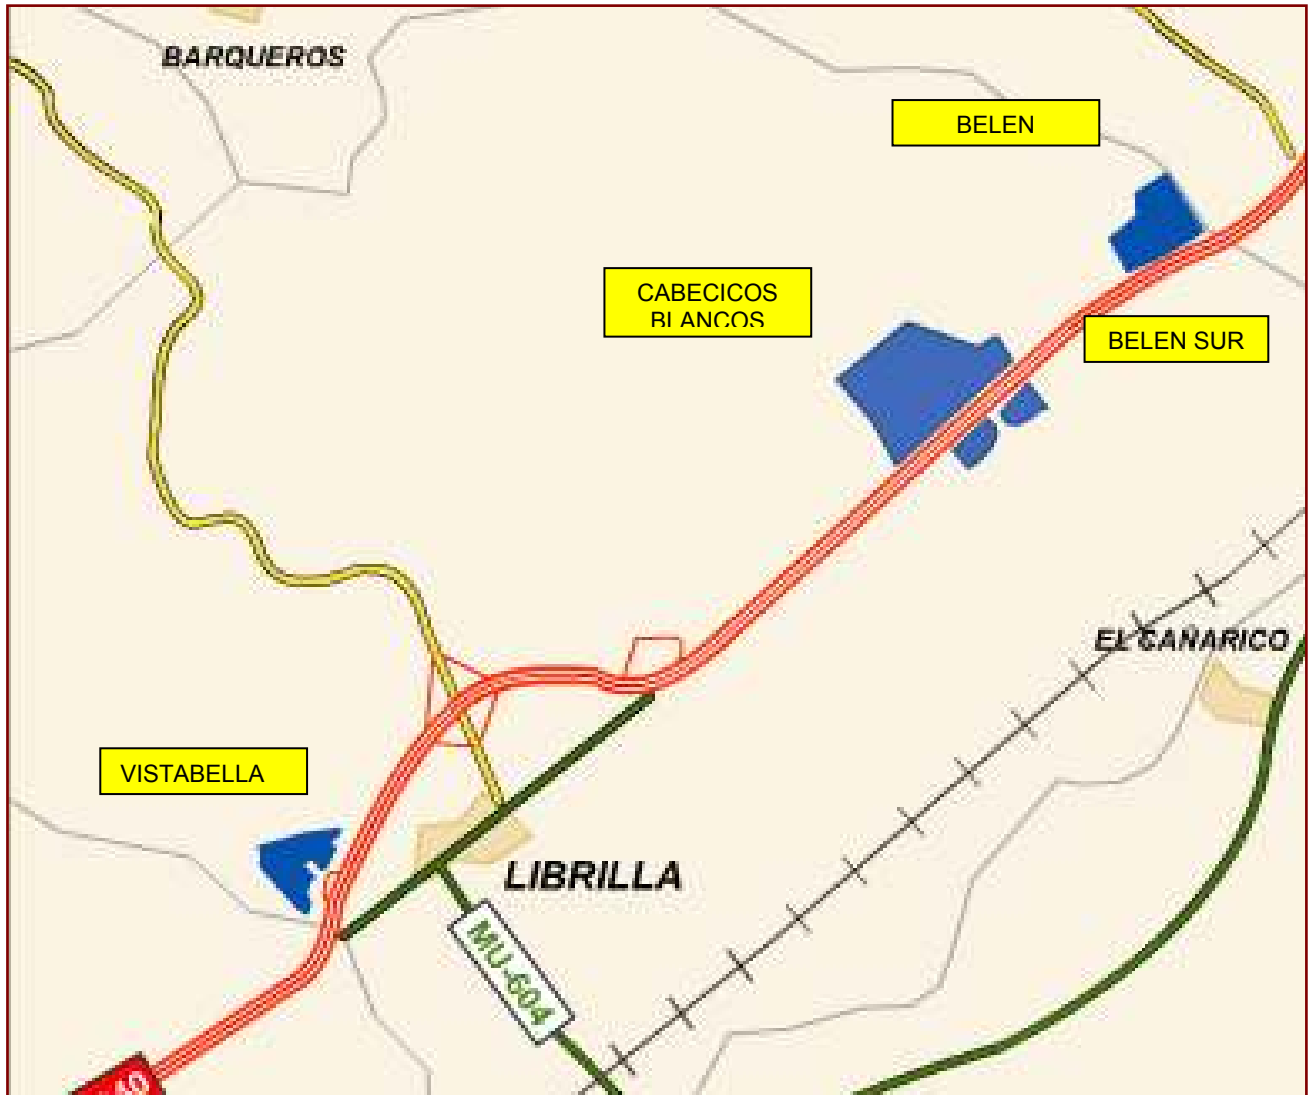 BARQUEROS
BELEN
CABECICOS
BLANCOS
BELEN SUR
EL CAÑARICO
VISTABELLA
LIBRILLA
MU-604